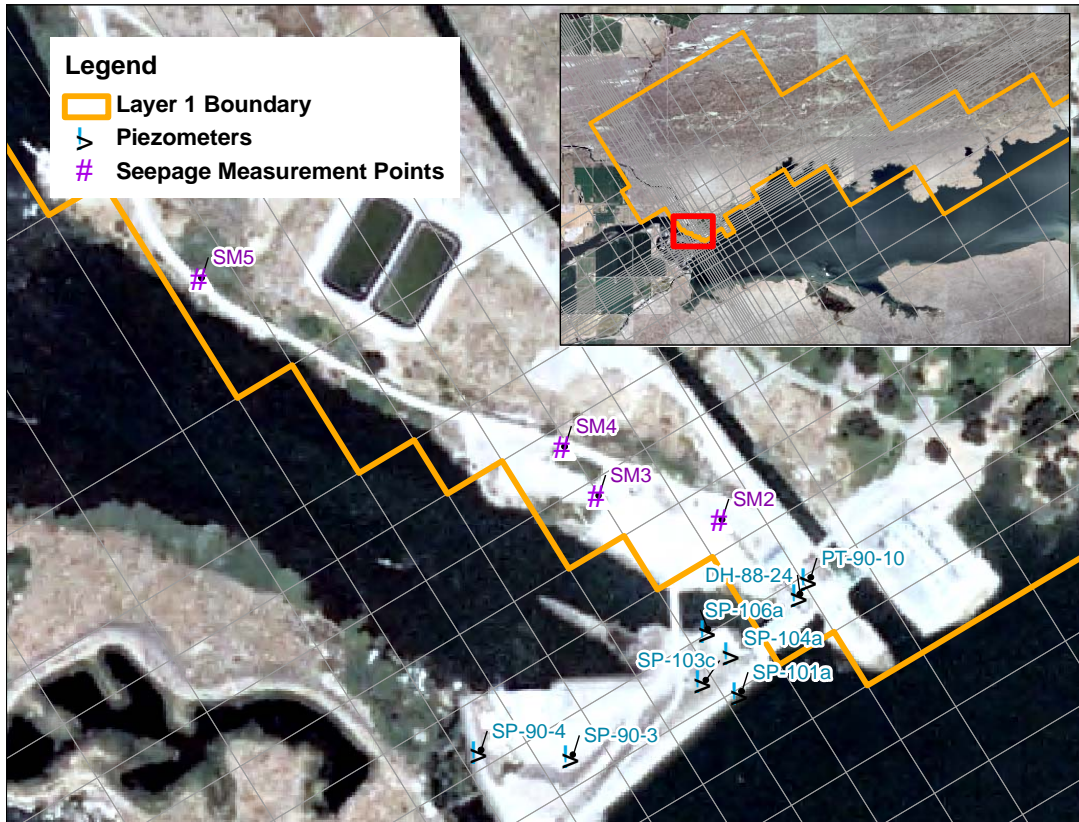 Legend
Layer 1 Boundary
Piezometers
# Seepage Measurement Points
# SM5
# SM4
# SM3
# SM2
PT-90-10
DH-88-24
SP-106a
SP-104a
SP-103c
SP-101a
SP-90-4
SP-90-3